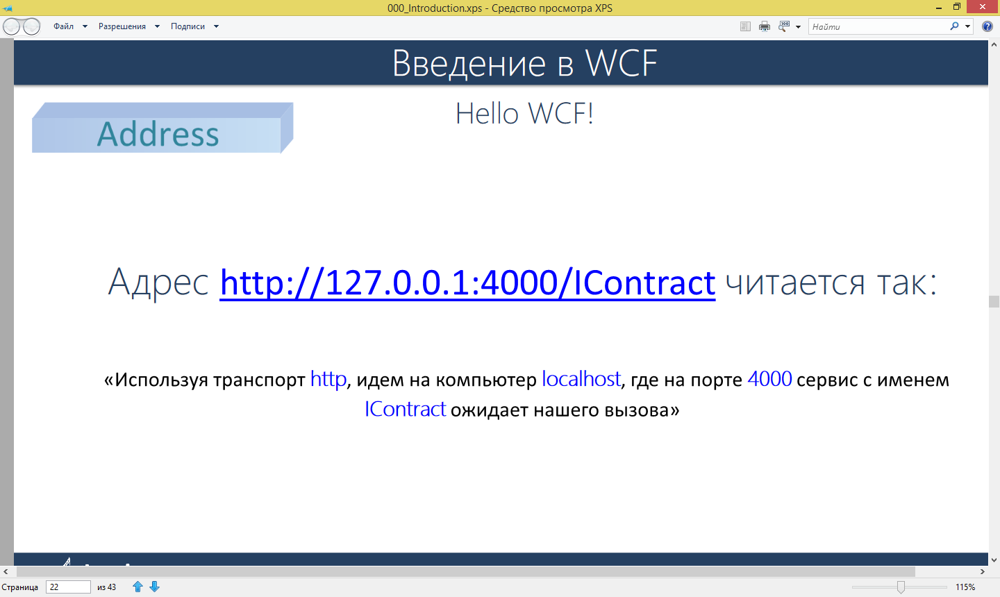 000_Introduction.xps - Средство просмотра XPS
Файл Разрешения Подписи
100
Найти
Введение в WCF
Hello WCF!
Address
Адрес http://127.0.0.1:4000/IContract читается так:
«Используя транспорт http, идем на компьютер localhost, где на порте 4000 сервис с именем
IContract ожидает нашего вызова»
Страница 22 из 43
115%